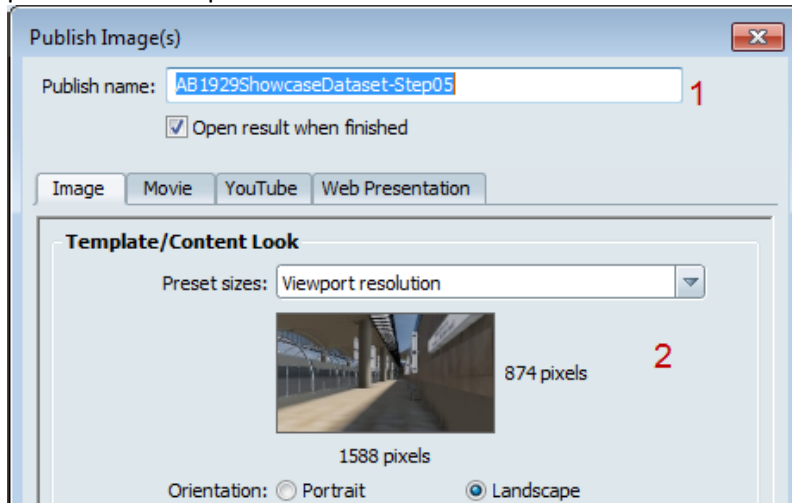 Publish Image(s)
Publish name: AB1929ShowcaseDataset-Step05 1
Open result when finished
Image Movie YouTube Web Presentation
Template/Content Look
Preset sizes: Viewport resolution
874 pixels 2
1588 pixels
Orientation: Portrait Landscape